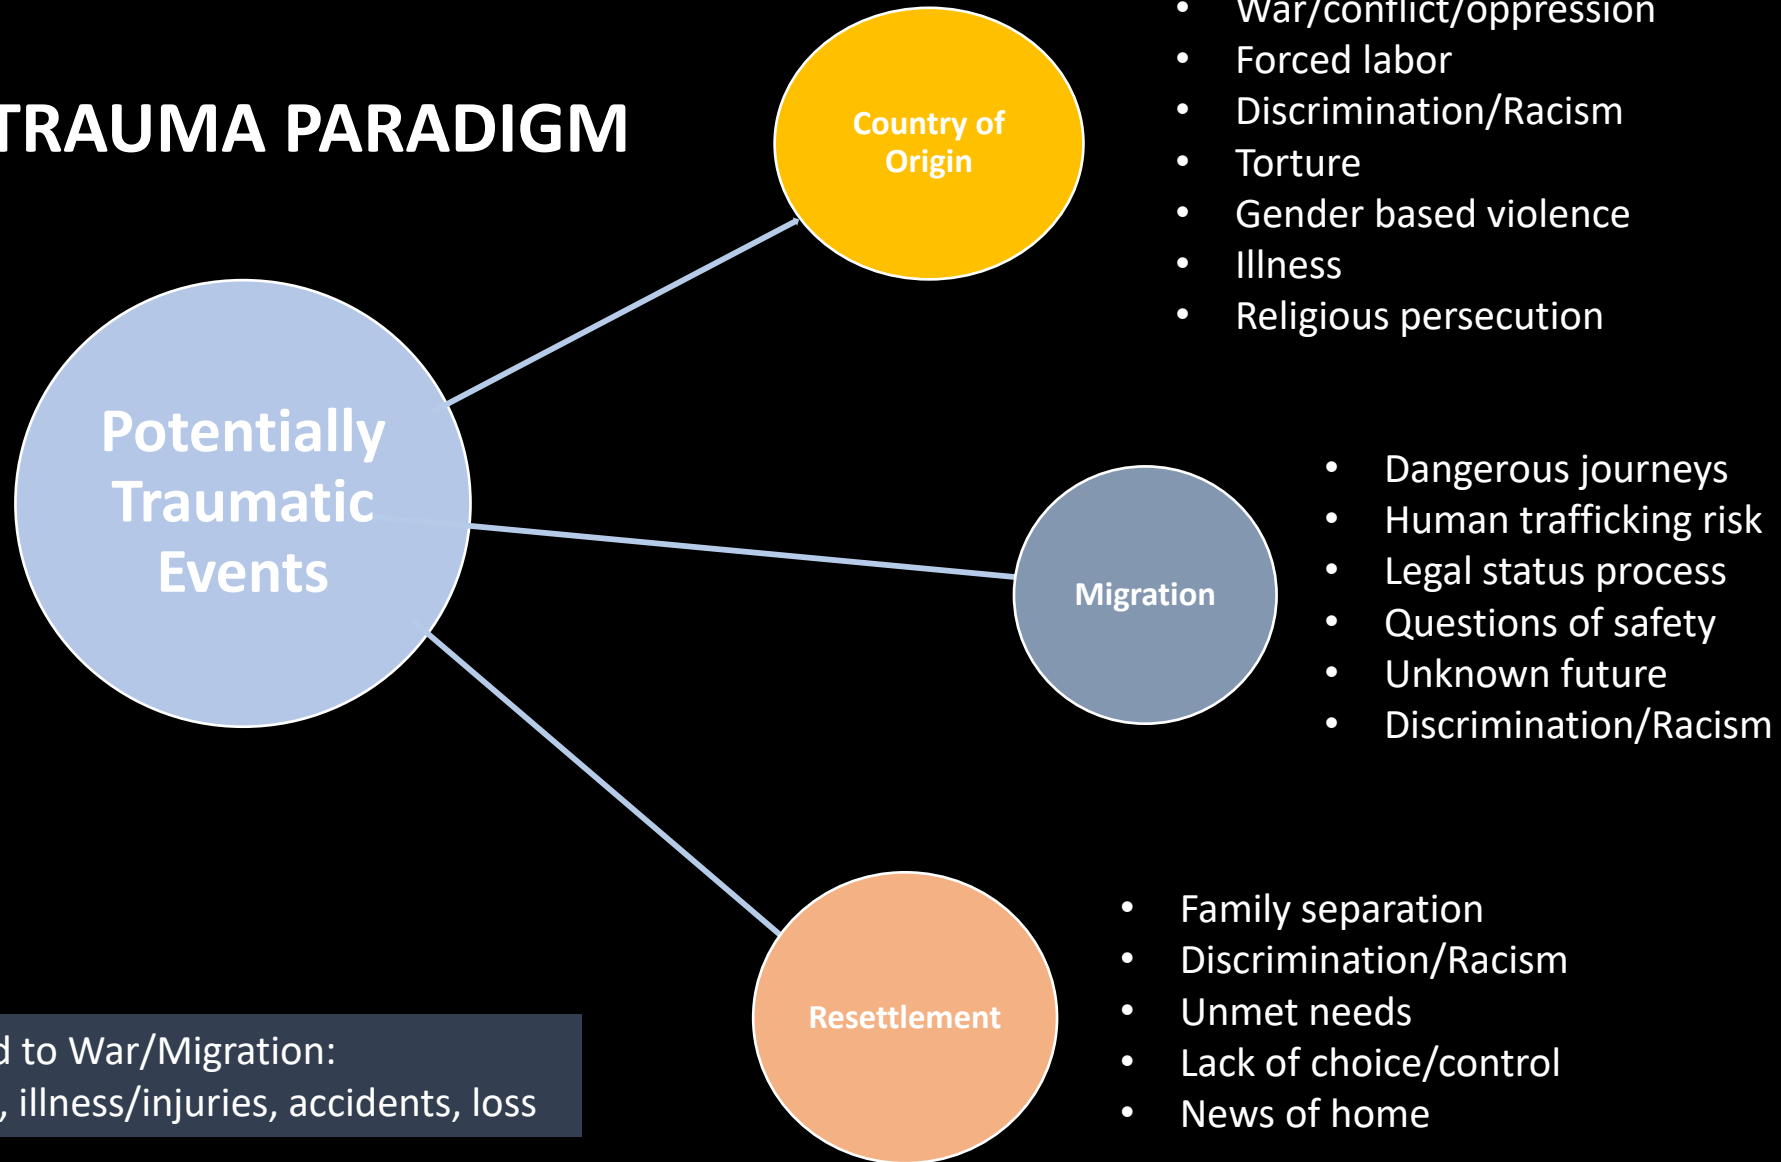 TRAUMA PARADIGM
Country of
Origin
War/conflict/oppression
• Forced labor
• Discrimination/Racism
• Torture
• Gender based violence
• Illness
• Religious persecution
Potentially
Traumatic
Events
Migration
• Dangerous journeys
• Human trafficking risk
• Legal status process
• Questions of safety
• Unknown future
• Discrimination/Racism
Resettlement
• Family separation
• Discrimination/Racism
• Unmet needs
• Lack of choice/control
• News of home
to War/Migration:
, illness/injuries, accidents, loss